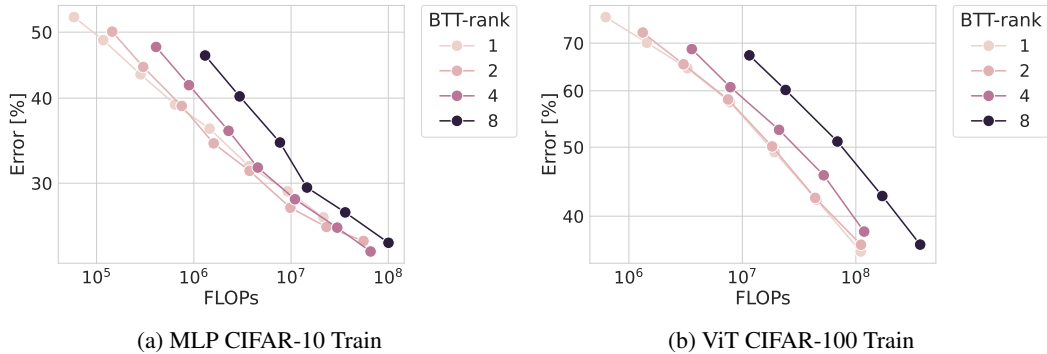 BTT-rank
1
2
4
8
50
40
30
Error [%]
10^5
10^6
10^7
10^8
FLOPs
(a) MLP CIFAR-10 Train
BTT-rank
1
2
4
8
70
60
50
40
Error [%]
10^6
10^7
10^8
FLOPs
(b) ViT CIFAR-100 Train